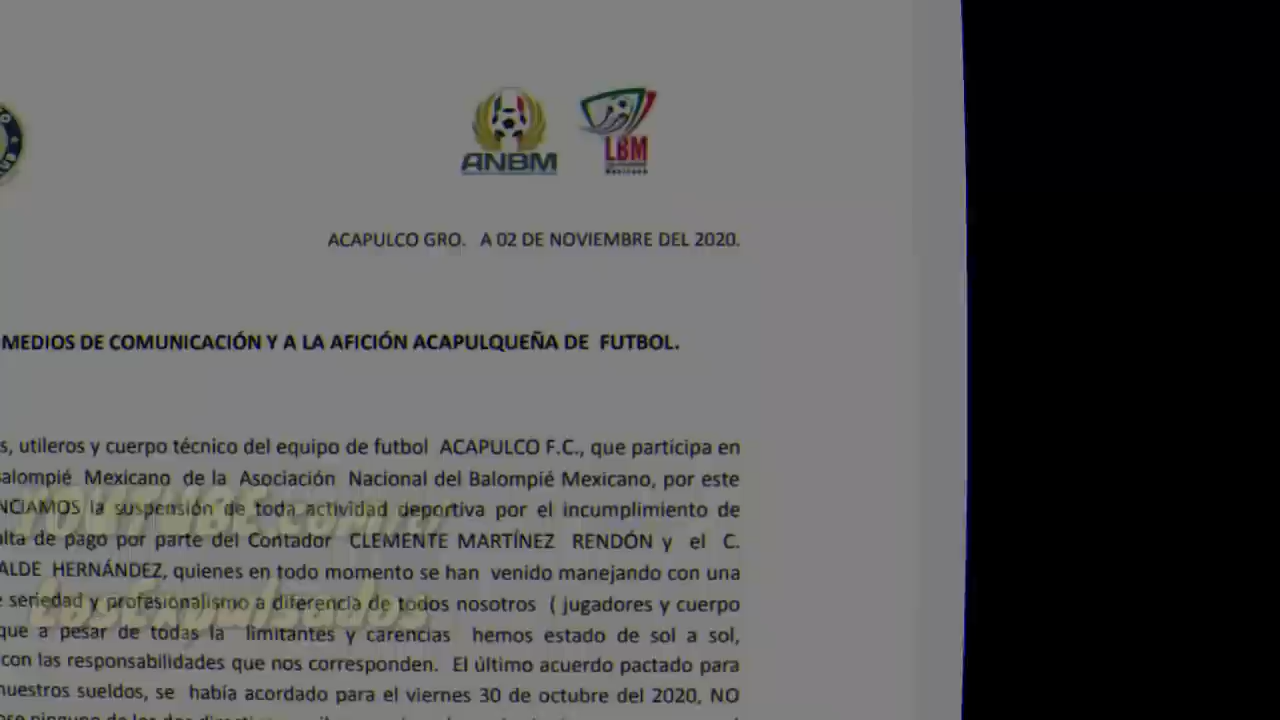 ANBM
LBM
ACAPULCO GRO. A 02 DE NOVIEMBRE DEL 2020.
MEDIOS DE COMUNICACIÓN Y A LA AFICIÓN ACAPULQUEÑA DE FUTBOL.
s, utileros y cuerpo técnico del equipo de futbol ACAPULCO F.C., que participa en
alompié Mexicano de la Asociación Nacional del Balompié Mexicano, por este
NCIAMOS la suspensión de toda actividad deportiva por el incumplimiento de
alta de pago por parte del Contador CLEMENTE MARTÍNEZ RENDÓN y el C.
ALDE HERNÁNDEZ, quienes en todo momento se han venido manejando con una
e seriedad y profesionalismo a diferencia de todos nosotros ( jugadores y cuerpo
que a pesar de todas la limitantes y carencias hemos estado de sol a sol,
con las responsabilidades que nos corresponden. El último acuerdo pactado para
nuestros sueldos, se había acordado para el viernes 30 de octubre del 2020, NO